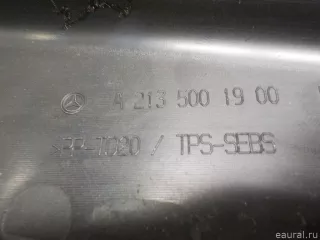 A 213 500 19 00
PP-TD20 / TPS-SEBS
© eaural.ru